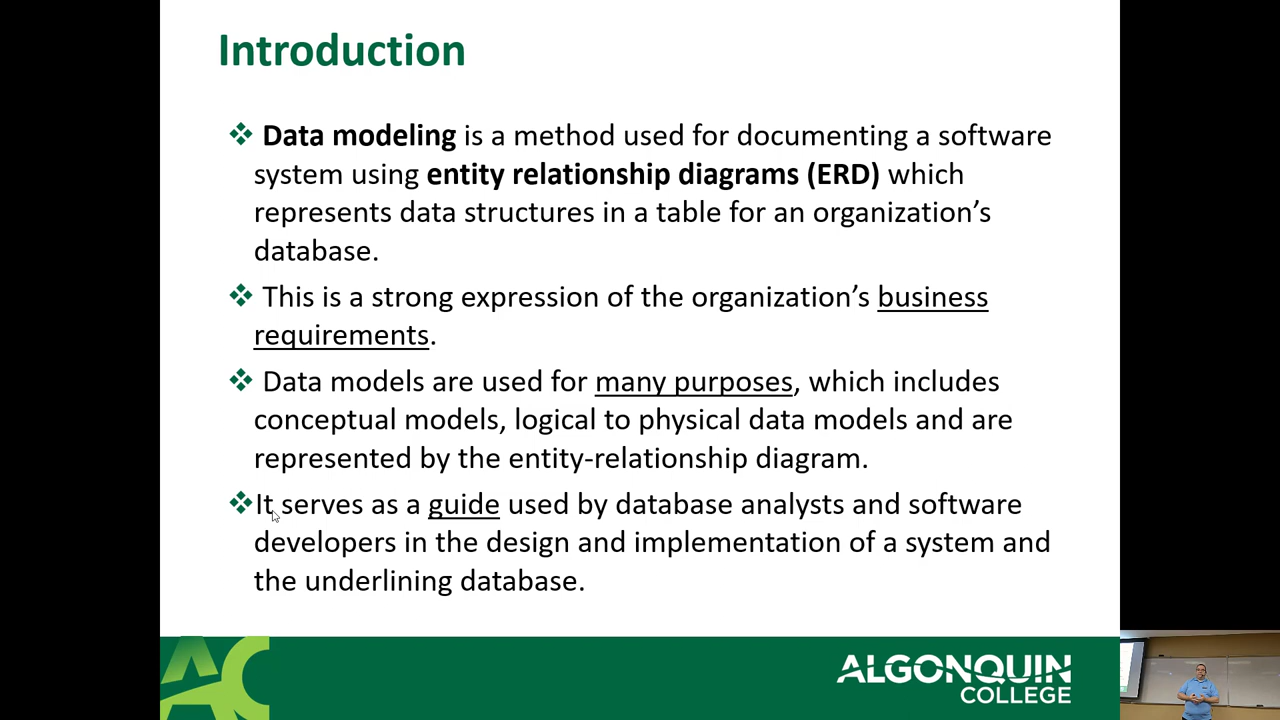 Introduction
Data modeling is a method used for documenting a software
system using entity relationship diagrams (ERD) which
represents data structures in a table for an organization’s
database.
This is a strong expression of the organization’s business
requirements.
Data models are used for many purposes, which includes
conceptual models, logical to physical data models and are
represented by the entity-relationship diagram.
It serves as a guide used by database analysts and software
developers in the design and implementation of a system and
the underlining database.
AC
ALGONQUIN
COLLEGE